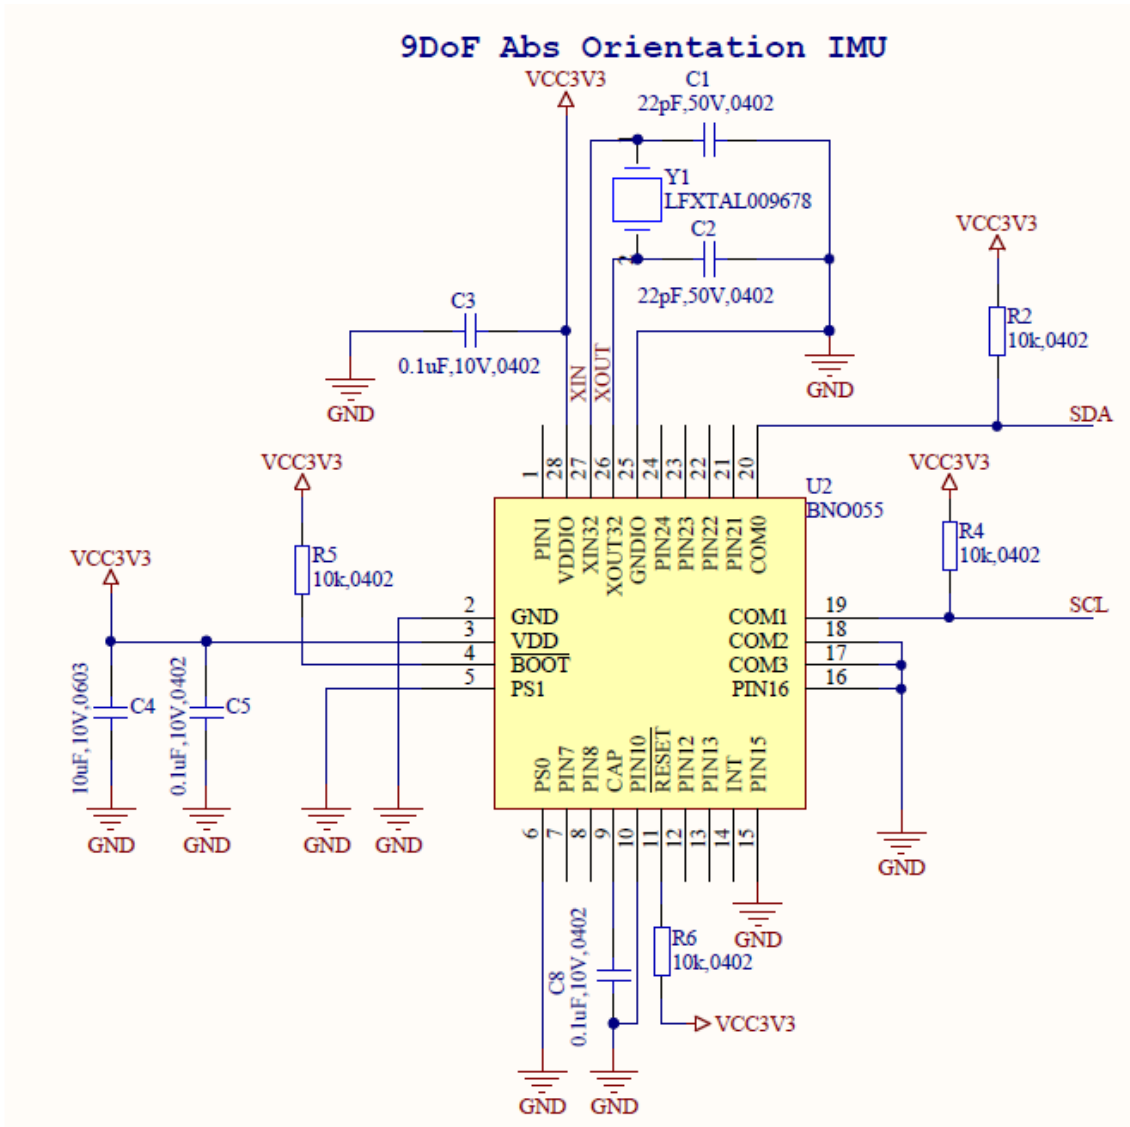 9DoF Abs Orientation IMU
VCC3V3
C1
22pF,50V,0402
1
Y1
LFXTAL009678
C2
2
22pF,50V,0402
VCC3V3
R2
10k,0402
C3
0.1uF,10V,0402
GND
XIN
XOUT
GND
SDA
VCC3V3
R5
10k,0402
VCC3V3
R4
10k,0402
SCL
U2
BNO055
1
28
27
26
25
24
23
22
21
20
PIN1
VDDIO
XIN32
XOUT32
GNDIO
PIN24
PIN23
PIN22
PIN21
COM0
VCC3V3
2
GND
3
VDD
4
BOOT
5
PS1
COM1
19
COM2
18
COM3
17
PIN16
16
10uF,10V,0603
C4
0.1uF,10V,0402
C5
GND
GND
GND
GND
GND
PS0
PIN7
PIN8
CAP
PIN10
RESET
PIN12
PIN13
INT
PIN15
6
7
8
9
10
11
12
13
14
15
GND
C8
0.1uF,10V,0402
R6
10k,0402
VCC3V3
GND
GND